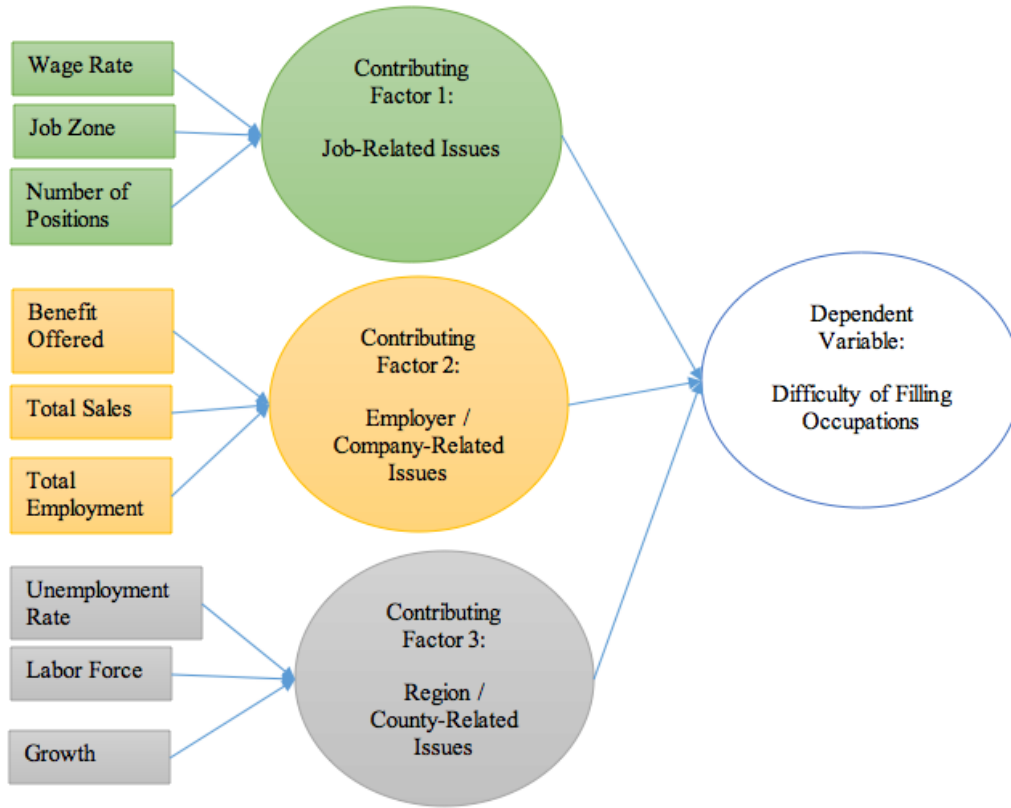 Wage Rate
Job Zone
Number of
Positions
Contributing
Factor 1:
Job-Related Issues
Benefit
Offered
Total Sales
Total
Employment
Contributing
Factor 2:
Employer /
Company-Related
Issues
Unemployment
Rate
Labor Force
Growth
Contributing
Factor 3:
Region /
County-Related
Issues
Dependent
Variable:
Difficulty of Filling
Occupations